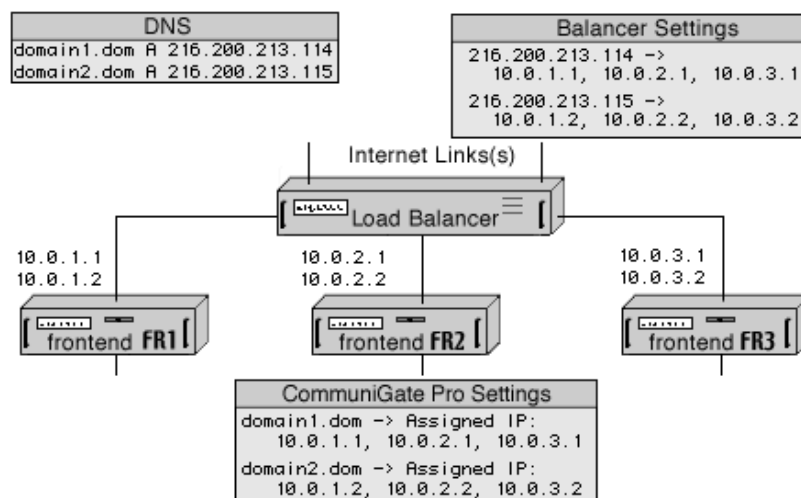 DNS
domain1.dom A 216.200.213.114
domain2.dom A 216.200.213.115
Balancer Settings
216.200.213.114 ->
10.0.1.1, 10.0.2.1, 10.0.3.1
216.200.213.115 ->
10.0.1.2, 10.0.2.2, 10.0.3.2
Internet Links(s)
Load Balancer
10.0.1.1
10.0.1.2
10.0.2.1
10.0.2.2
10.0.3.1
10.0.3.2
frontend FR1
frontend FR2
frontend FR3
CommuniGate Pro Settings
domain1.dom -> Assigned IP:
10.0.1.1, 10.0.2.1, 10.0.3.1
domain2.dom -> Assigned IP:
10.0.1.2, 10.0.2.2, 10.0.3.2